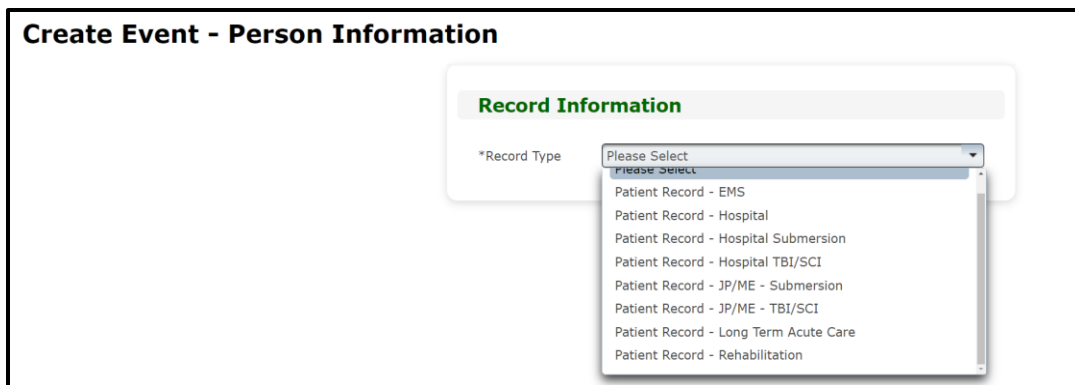 Create Event - Person Information
Record Information
*Record Type Please Select
Please Select
Patient Record - EMS
Patient Record - Hospital
Patient Record - Hospital Submersion
Patient Record - Hospital TBI/SCI
Patient Record - JP/ME - Submersion
Patient Record - JP/ME - TBI/SCI
Patient Record - Long Term Acute Care
Patient Record - Rehabilitation